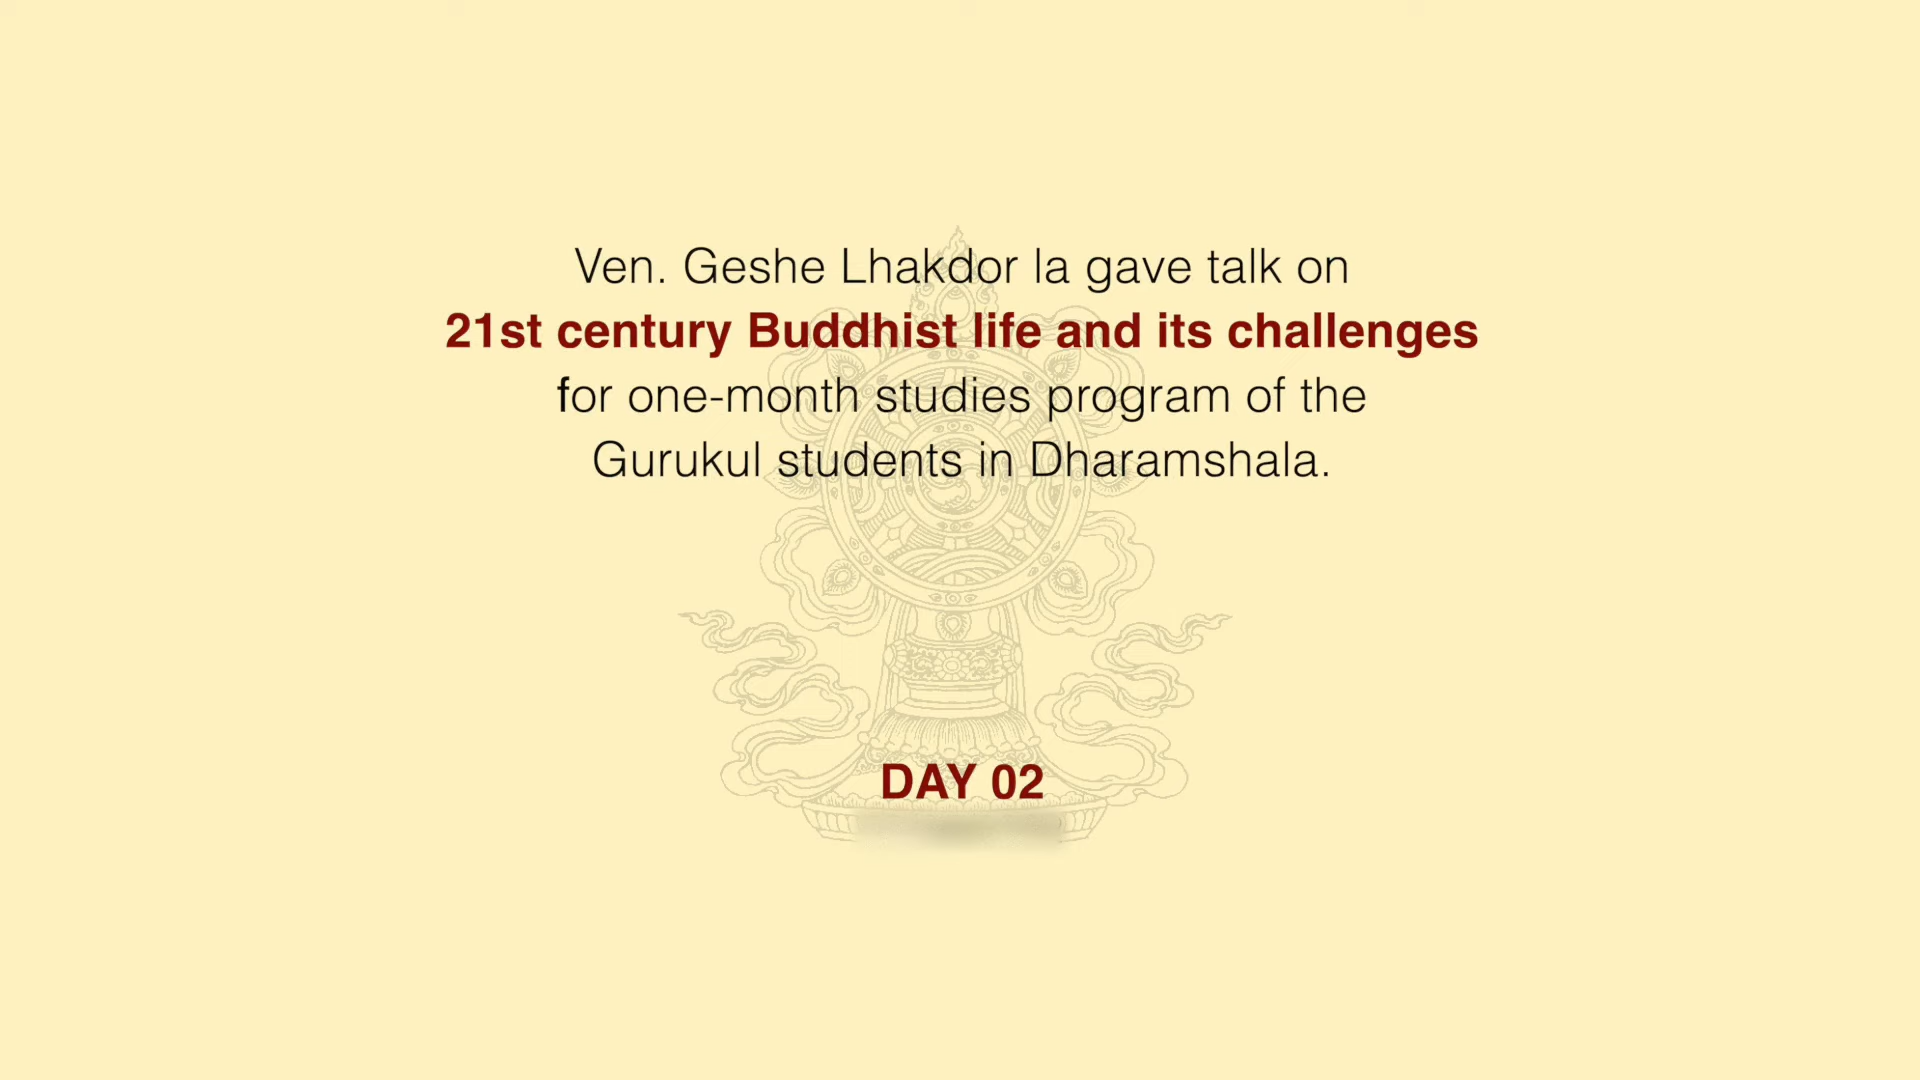 Ven. Geshe Lhakdor la gave talk on
21st century Buddhist life and its challenges
for one-month studies program of the
Gurukul students in Dharamshala.
DAY 02